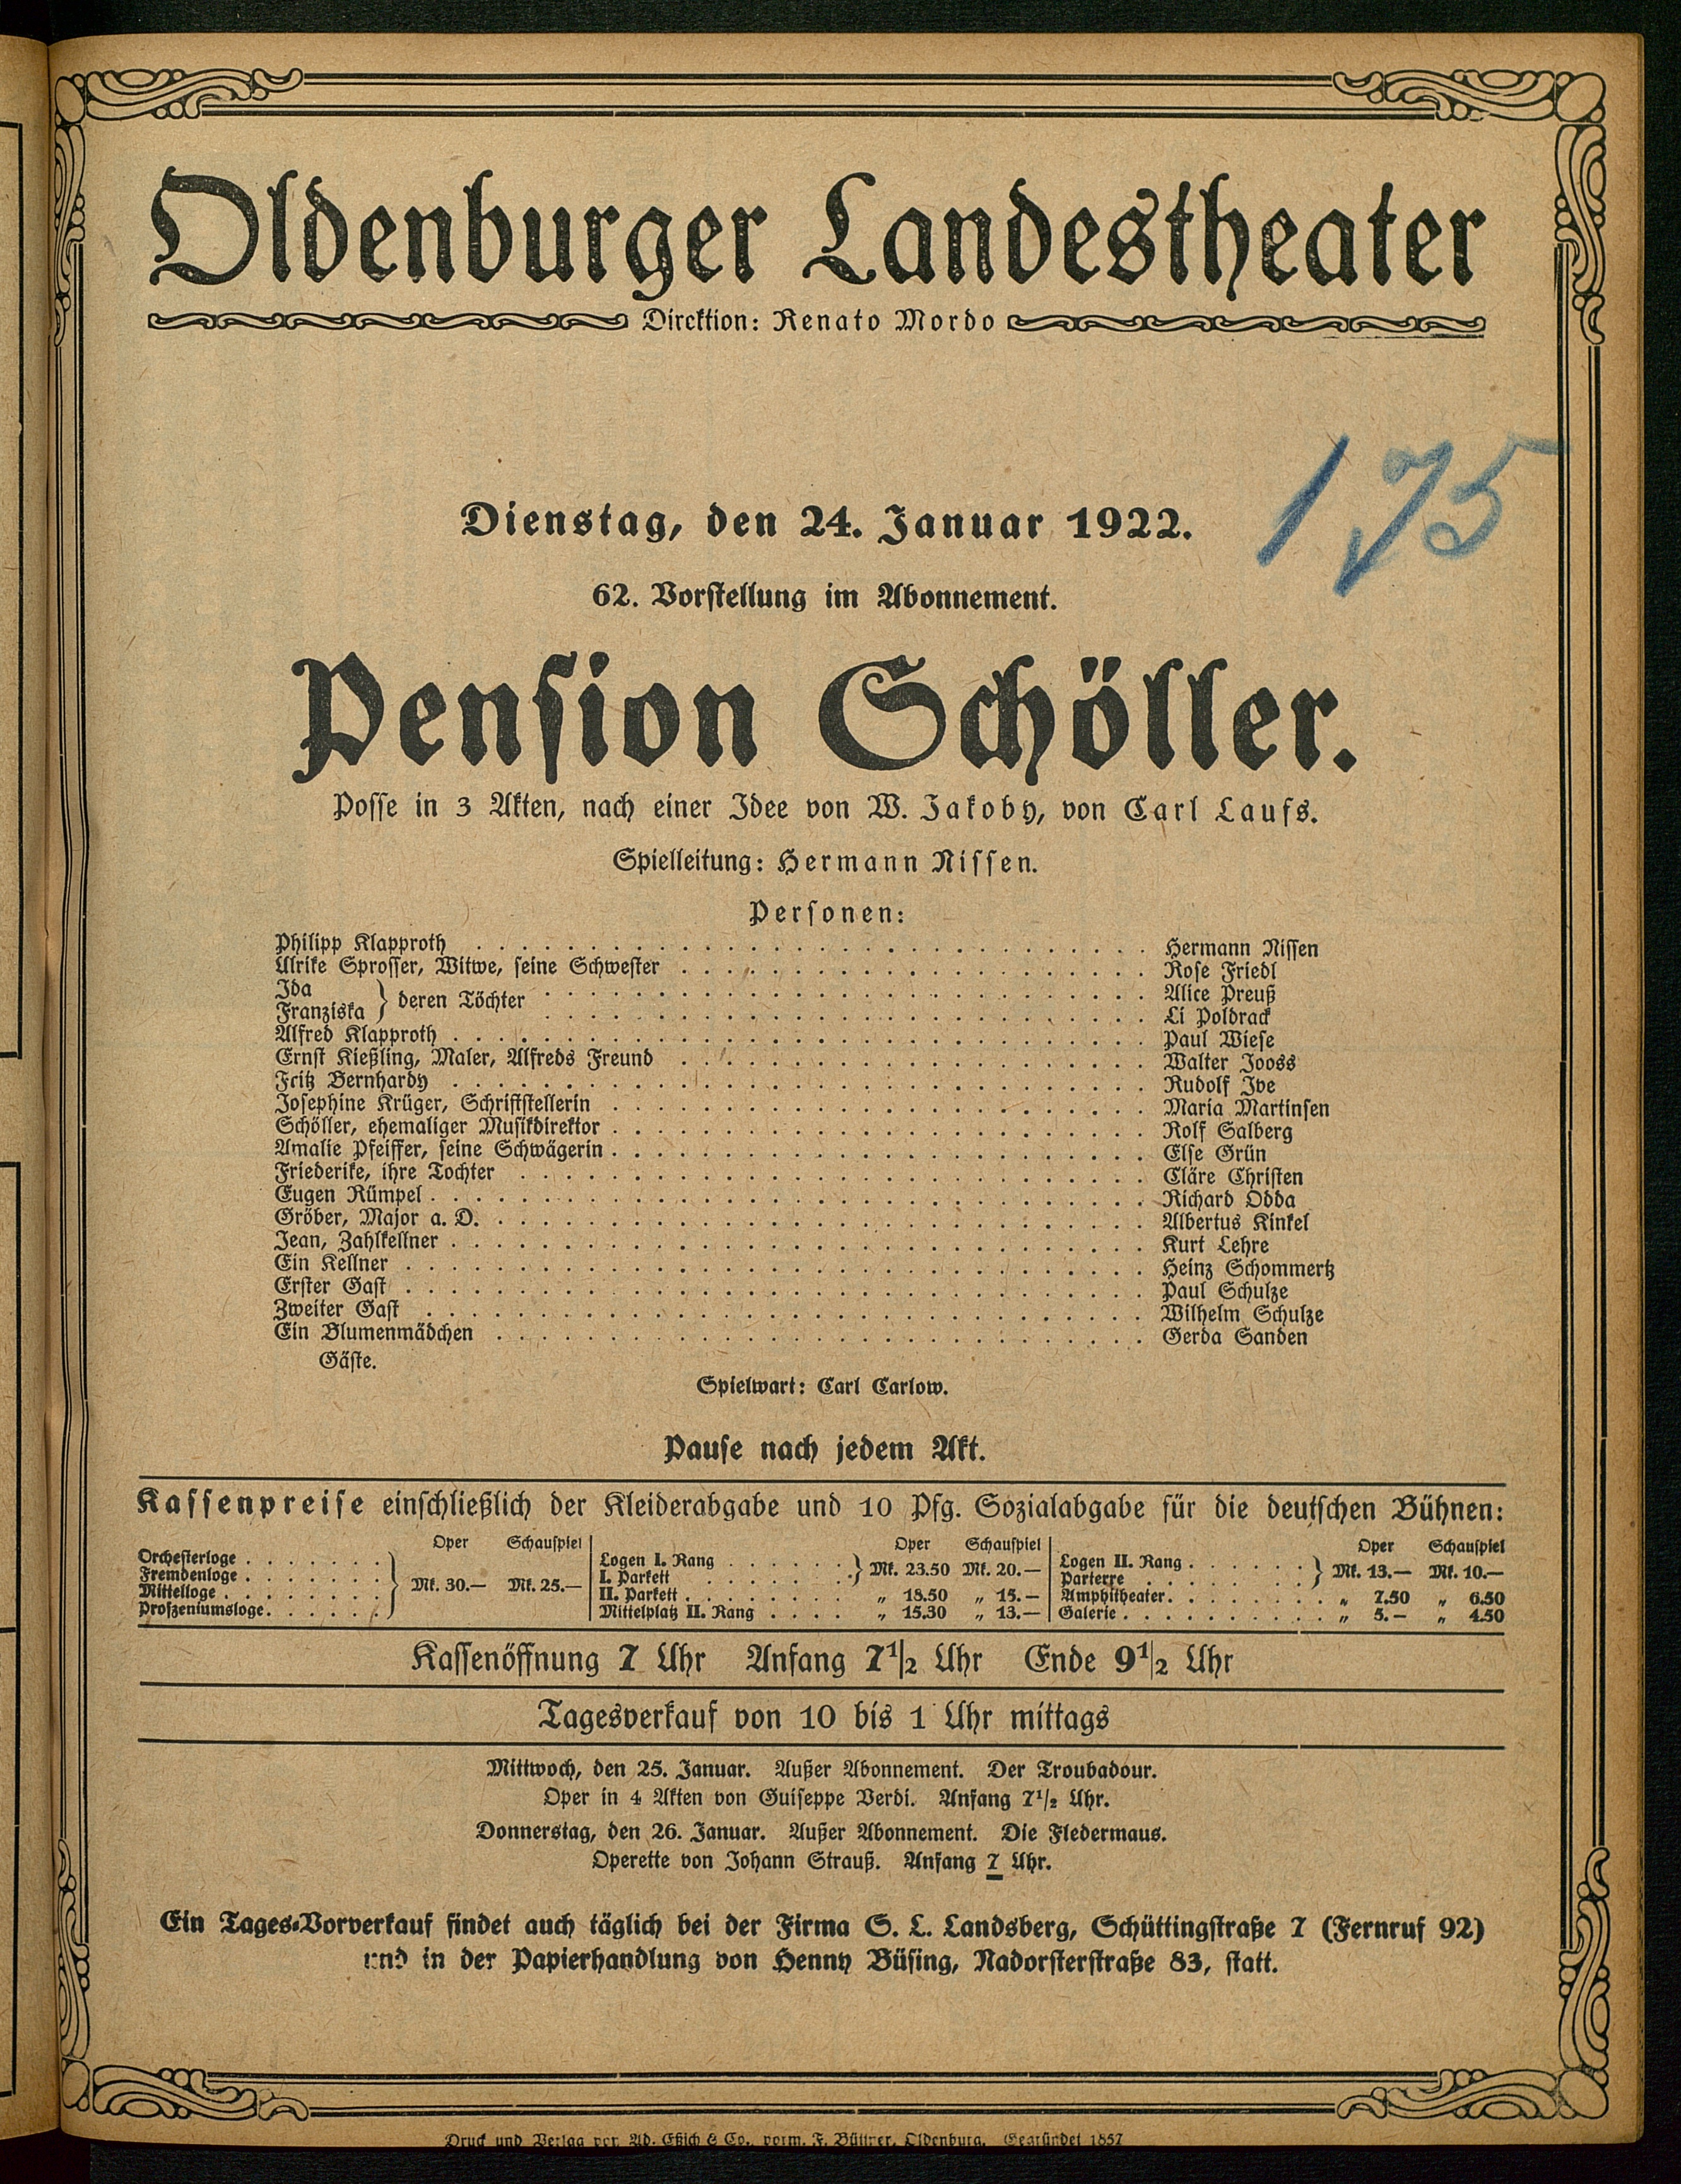 Oldenburger Landestheater
Direktion: Renato Mordo
175
Dienstag, den 24. Januar 1922.
62. Vorstellung im Abonnement.
Pension Schöller.
Posse in 3 Akten, nach einer Idee von W. Jakoby, von Carl Laufs.
Spielleitung: Hermann Nissen.
Personen:
Philipp Klapproth . . . . . Hermann Nissen
Ulrike Sprosser, Witwe, seine Schwester . . . . . Rose Friedl
Ida } deren Töchter . . . . . Alice Preuß
Franziska } . . . . . Li Poldrack
Alfred Klapproth . . . . . Paul Wiese
Ernst Kießling, Maler, Alfreds Freund . . . . . Walter Jooss
Fritz Bernhardy . . . . . Rudolf Ive
Josephine Krüger, Schriftstellerin . . . . . Maria Martinsen
Schöller, ehemaliger Musikdirektor . . . . . Rolf Salberg
Amalie Pfeiffer, seine Schwägerin . . . . . Else Grün
Friederike, ihre Tochter . . . . . Cläre Christen
Eugen Rümpel . . . . . Richard Odda
Gröber, Major a. D. . . . . . Albertus Kinkel
Jean, Zahlkellner . . . . . Kurt Lehre
Ein Kellner . . . . . Heinz Schommertz
Erster Gast . . . . . Paul Schulze
Zweiter Gast . . . . . Wilhelm Schulze
Ein Blumenmädchen . . . . . Gerda Sanden
Gäste.
Spielwart: Carl Carlow.
Pause nach jedem Akt.
Kassenpreise einschließlich der Kleiderabgabe und 10 Pfg. Sozialabgabe für die deutschen Bühnen:
Oper Schauspiel
Orchesterloge . . . . .
Fremdenloge . . . . .
Mittelloge . . . . .
Proszeniumsloge. . . . . } Mk. 30.— Mk. 25.—
Oper Schauspiel
Logen I. Rang . . . . .
I. Parkett . . . . . } Mk. 23.50 Mk. 20.—
II. Parkett . . . . . „ 18.50 „ 15.—
Mittelplatz II. Rang . . . . „ 15.30 „ 13.—
Oper Schauspiel
Logen II. Rang . . . . .
Parterre . . . . . } Mk. 13.— Mk. 10.—
Amphitheater. . . . . „ 7.50 „ 6.50
Galerie . . . . . „ 5.— „ 4.50
Kassenöffnung 7 Uhr Anfang 7½ Uhr Ende 9½ Uhr
Tagesverkauf von 10 bis 1 Uhr mittags
Mittwoch, den 25. Januar. Außer Abonnement. Der Troubadour.
Oper in 4 Akten von Guiseppe Verdi. Anfang 7½ Uhr.
Donnerstag, den 26. Januar. Außer Abonnement. Die Fledermaus.
Operette von Johann Strauß. Anfang 7 Uhr.
Ein Tages-Vorverkauf findet auch täglich bei der Firma S. L. Landsberg, Schüttingstraße 7 (Fernruf 92)
und in der Papierhandlung von Henny Büsing, Nadorsterstraße 83, statt.
Druck und Verlag von Ad. Eßich & Co., vorm. F. Büttner, Oldenburg. Gegründet 1857